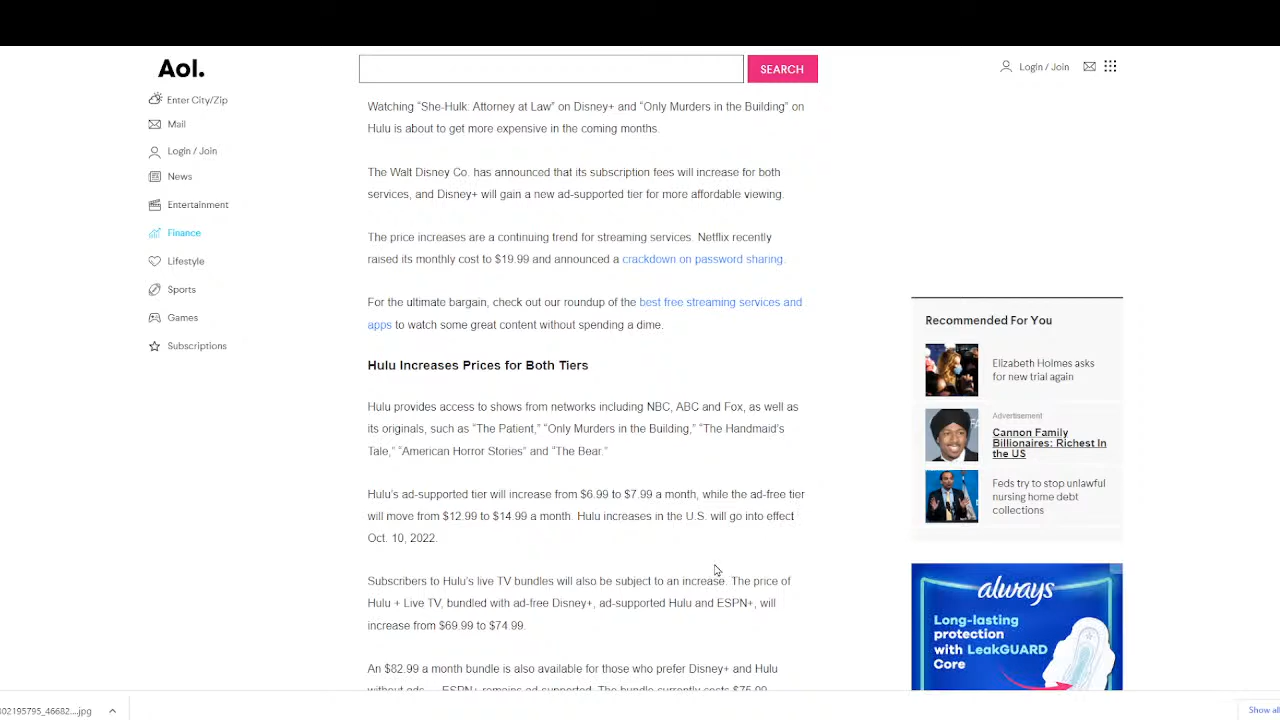 Aol.
SEARCH
Login / Join
Enter City/Zip
Mail
Login / Join
News
Entertainment
Finance
Lifestyle
Sports
Games
Subscriptions
Watching “She-Hulk: Attorney at Law” on Disney+ and “Only Murders in the Building” on
Hulu is about to get more expensive in the coming months.
The Walt Disney Co. has announced that its subscription fees will increase for both
services, and Disney+ will gain a new ad-supported tier for more affordable viewing.
The price increases are a continuing trend for streaming services. Netflix recently
raised its monthly cost to $19.99 and announced a crackdown on password sharing.
For the ultimate bargain, check out our roundup of the best free streaming services and
apps to watch some great content without spending a dime.
Hulu Increases Prices for Both Tiers
Hulu provides access to shows from networks including NBC, ABC and Fox, as well as
its originals, such as “The Patient,” “Only Murders in the Building,” “The Handmaid’s
Tale,” “American Horror Stories” and “The Bear.”
Hulu’s ad-supported tier will increase from $6.99 to $7.99 a month, while the ad-free tier
will move from $12.99 to $14.99 a month. Hulu increases in the U.S. will go into effect
Oct. 10, 2022.
Subscribers to Hulu’s live TV bundles will also be subject to an increase. The price of
Hulu + Live TV, bundled with ad-free Disney+, ad-supported Hulu and ESPN+, will
increase from $69.99 to $74.99.
An $82.99 a month bundle is also available for those who prefer Disney+ and Hulu
without ads — ESPN+ remains ad-supported. The bundle currently costs $75.99
Recommended For You
Elizabeth Holmes asks
for new trial again
Advertisement
Cannon Family
Billionaires: Richest In
the US
Feds try to stop unlawful
nursing home debt
collections
always
Long-lasting
protection
with LeakGUARD
Core
802195795_46682....jpg
Show all